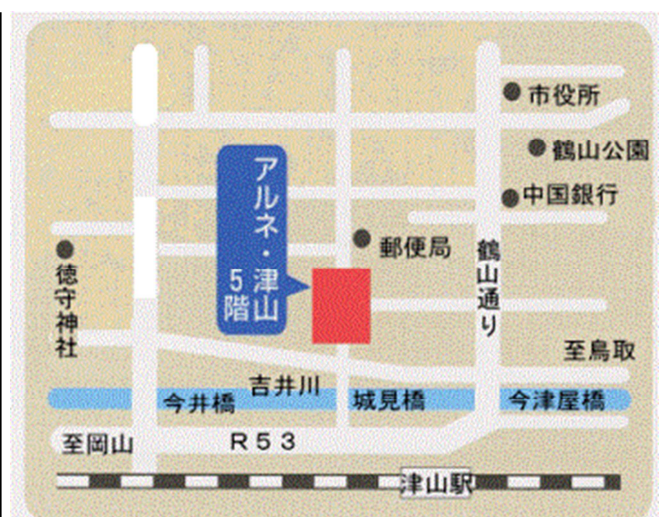 市役所
鶴山公園
中国銀行
アルネ・津山
5階
郵便局
鶴山通り
徳守神社
至鳥取
吉井川
今井橋
城見橋
今津屋橋
至岡山
R53
津山駅